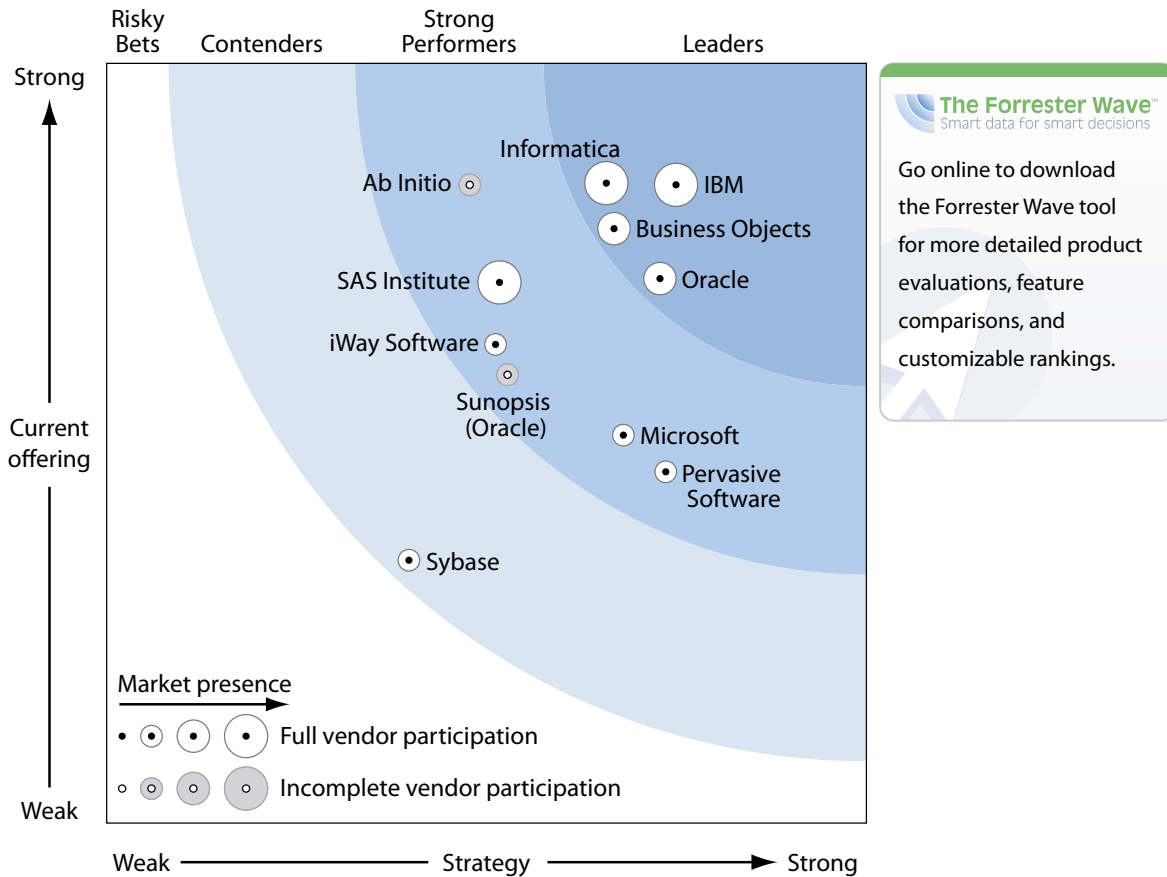 Risky
Bets
Contenders
Strong
Performers
Leaders
Strong
Current
offering
Weak
Informatica
Ab Initio
IBM
Business Objects
SAS Institute
Oracle
iWay Software
Sunopsis
(Oracle)
Microsoft
Pervasive
Software
Sybase
Market presence
Full vendor participation
Incomplete vendor participation
Weak
Strategy
Strong
The Forrester Wave™
Smart data for smart decisions
Go online to download
the Forrester Wave tool
for more detailed product
evaluations, feature
comparisons, and
customizable rankings.